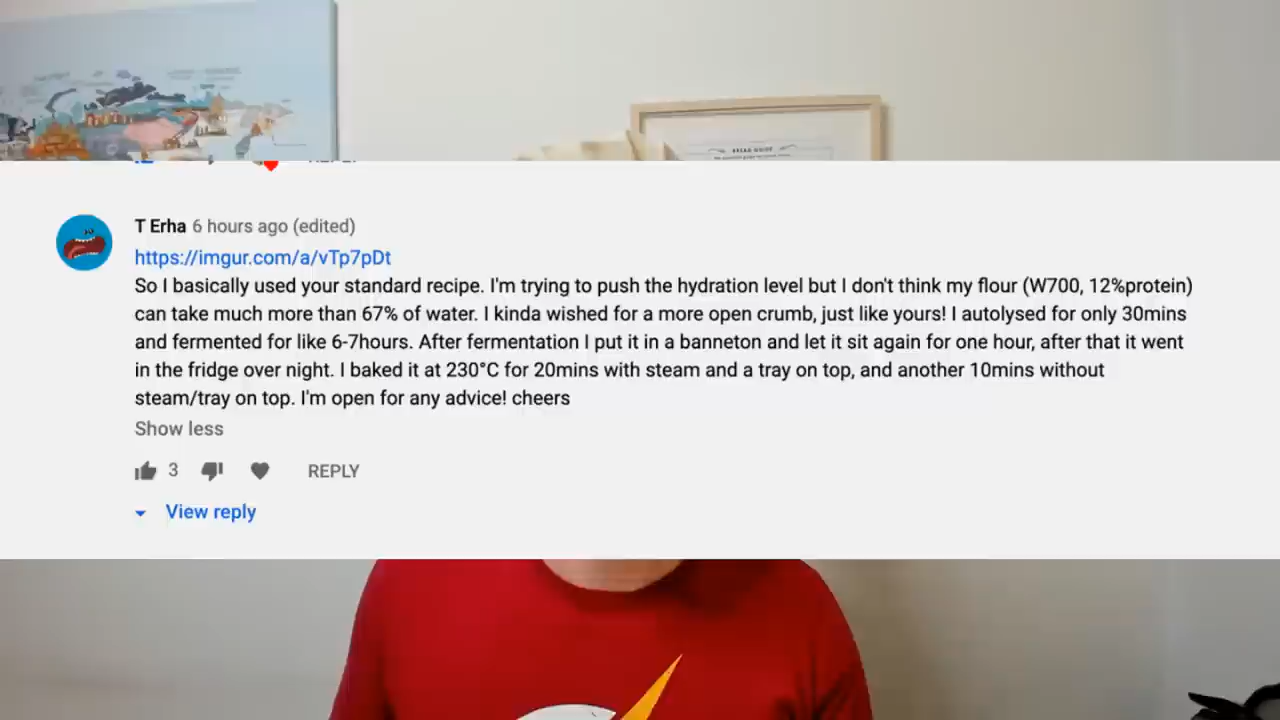 BREAD GUIDE
T Erha 6 hours ago (edited)
https://imgur.com/a/vTp7pDt
So I basically used your standard recipe. I'm trying to push the hydration level but I don't think my flour (W700, 12%protein)
can take much more than 67% of water. I kinda wished for a more open crumb, just like yours! I autolysed for only 30mins
and fermented for like 6-7hours. After fermentation I put it in a banneton and let it sit again for one hour, after that it went
in the fridge over night. I baked it at 230°C for 20mins with steam and a tray on top, and another 10mins without
steam/tray on top. I'm open for any advice! cheers
Show less
3 REPLY
View reply